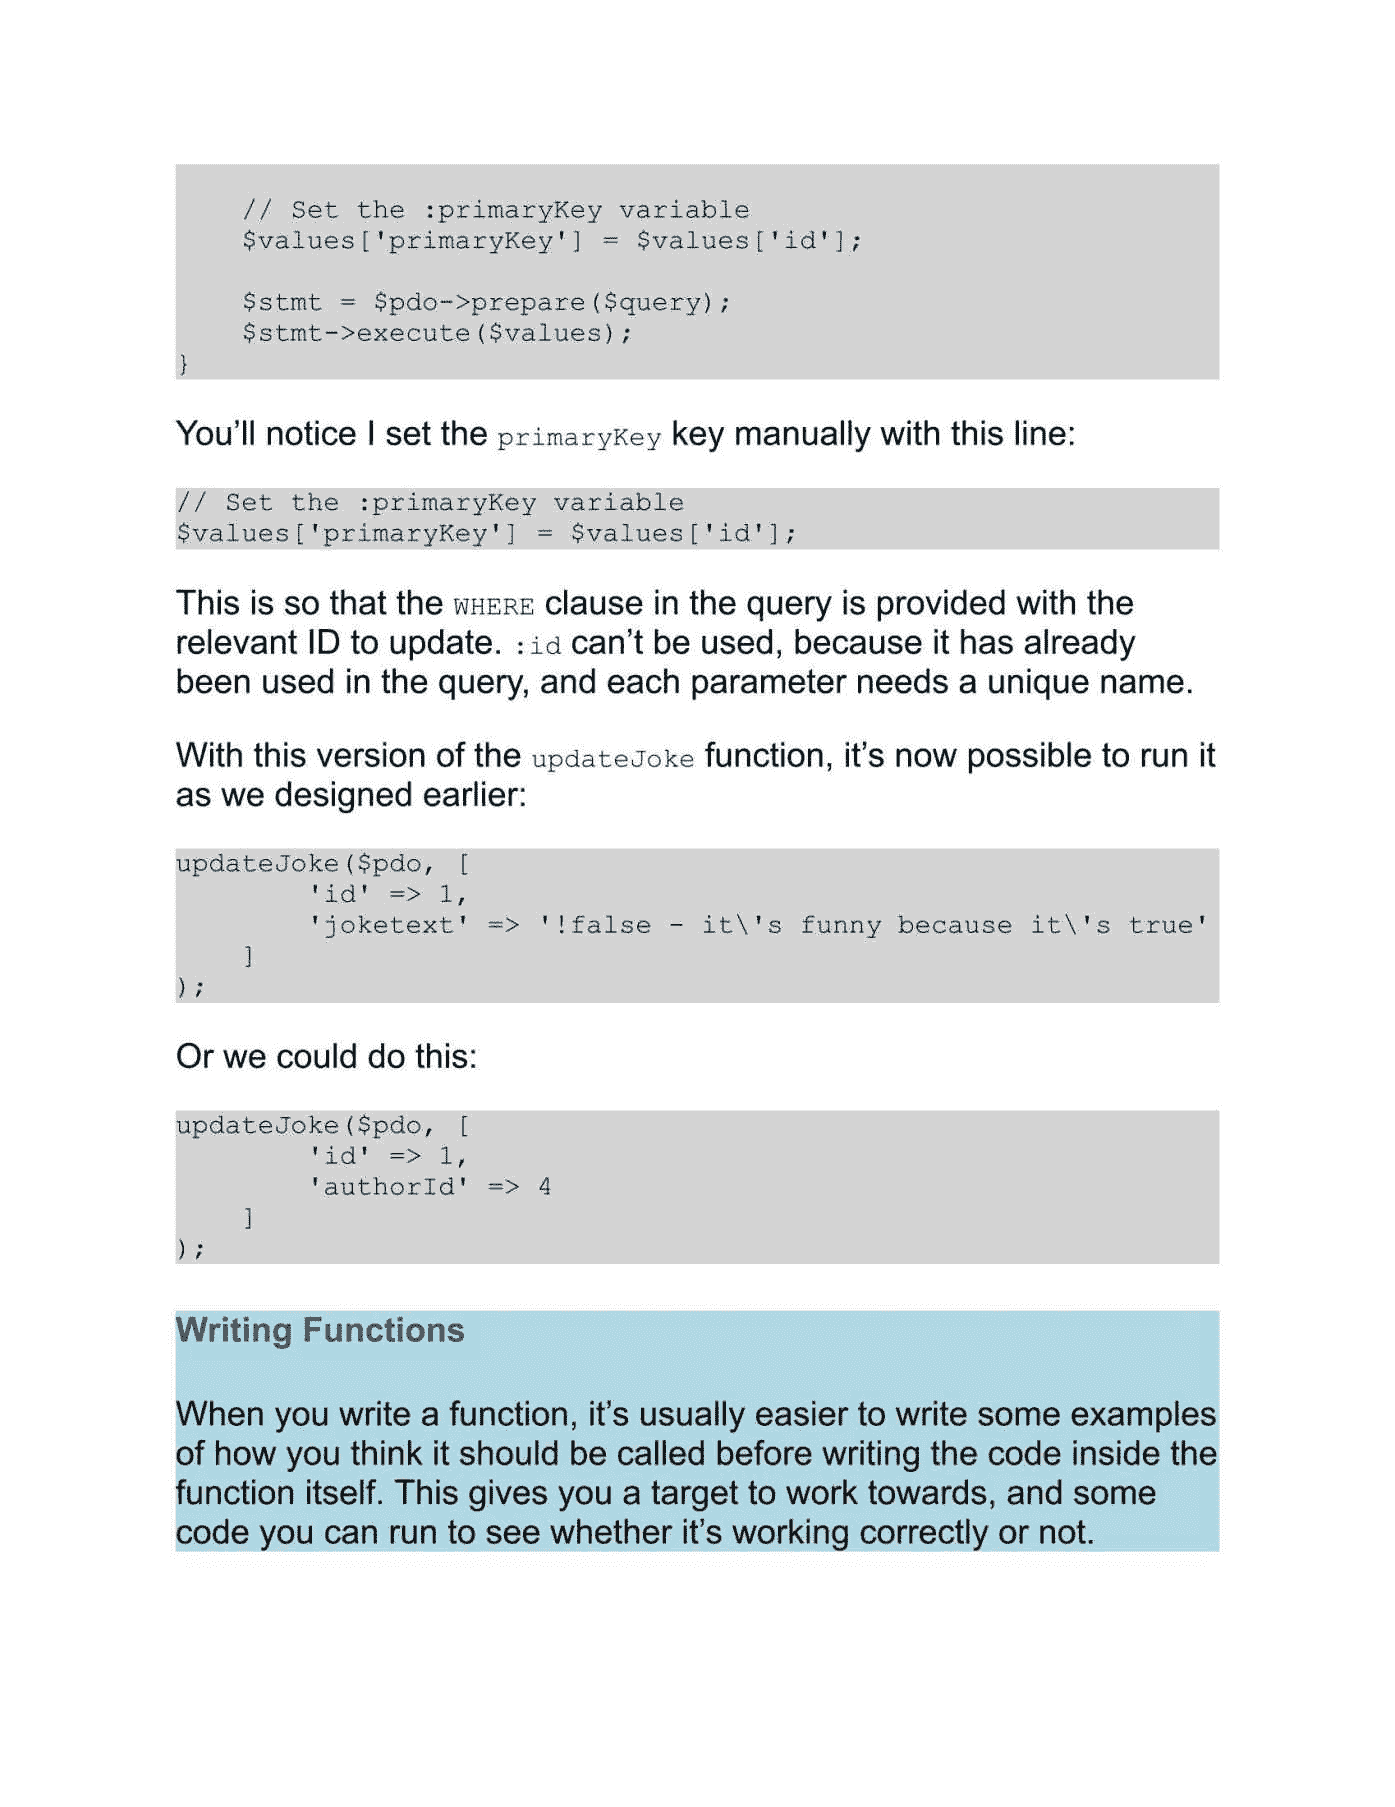 // Set the :primaryKey variable
    $values['primaryKey'] = $values['id'];

    $stmt = $pdo->prepare($query);
    $stmt->execute($values);
}
You’ll notice I set the primaryKey key manually with this line:
// Set the :primaryKey variable
$values['primaryKey'] = $values['id'];
This is so that the WHERE clause in the query is provided with the
relevant ID to update. :id can’t be used, because it has already
been used in the query, and each parameter needs a unique name.
With this version of the updateJoke function, it’s now possible to run it
as we designed earlier:
updateJoke($pdo, [
        'id' => 1,
        'joketext' => '!false - it\'s funny because it\'s true'
    ]
);
Or we could do this:
updateJoke($pdo, [
        'id' => 1,
        'authorId' => 4
    ]
);
Writing Functions
When you write a function, it’s usually easier to write some examples
of how you think it should be called before writing the code inside the
function itself. This gives you a target to work towards, and some
code you can run to see whether it’s working correctly or not.